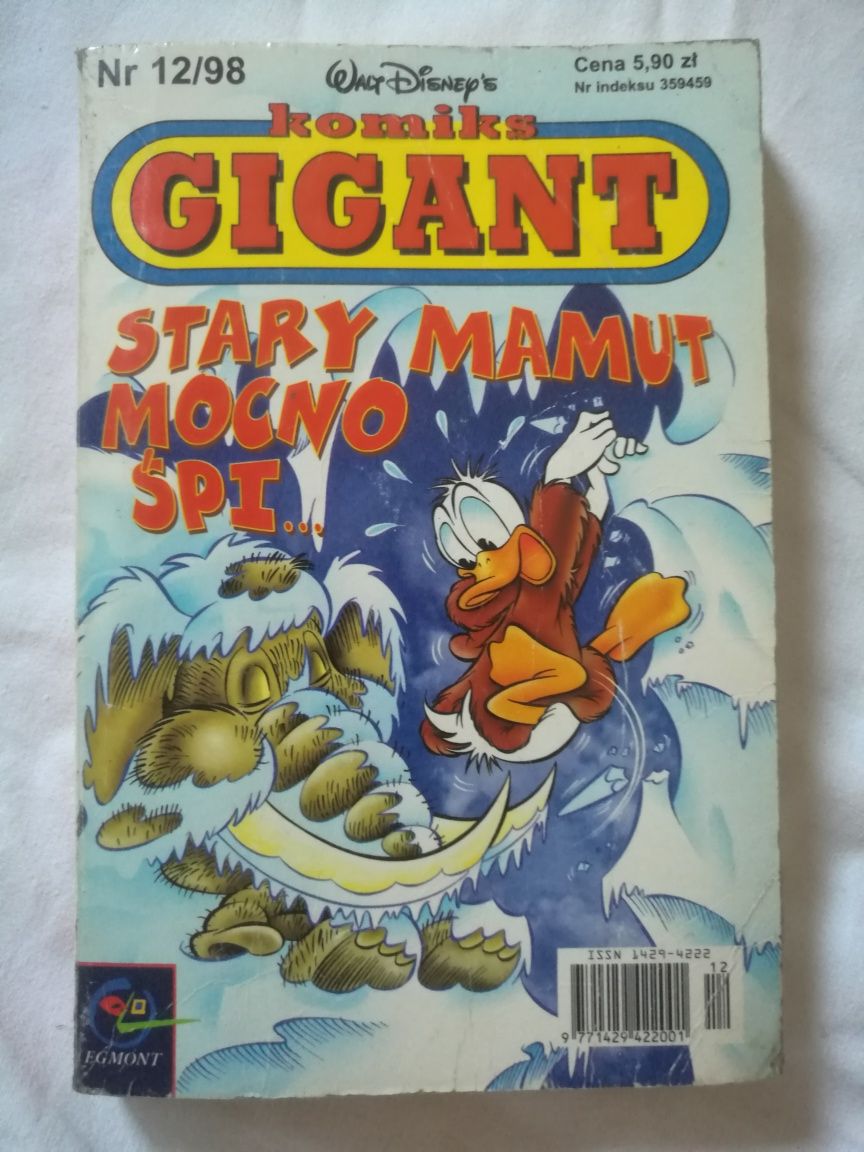 Nr 12/98
Walt Disney's
Cena 5,90 zł
Nr indeksu 359459
komiks
GIGANT
STARY MAMUT
MOCNO
ŚPI...
ISSN 1429-4222
12
9 771429 422001
EGMONT